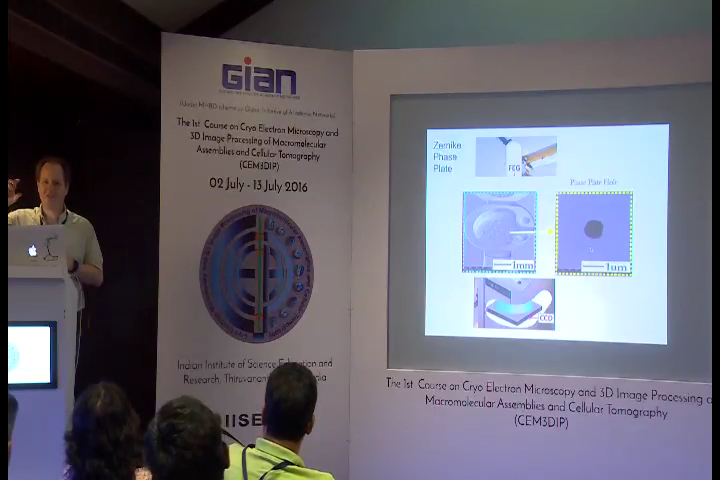 GIAN
The 1st. Course on Cryo Electron Microscopy and
3D Image Processing of Macromolecular
Assemblies and Cellular Tomography
(CEM3DIP)
02 July - 13 July 2016
Indian Institute of Science Education and
Research,
IISE
Zernike
Phase
Plate
FEG
Phase Plate Hole
1mm
1um
CCD
The 1st. Course on Cryo Electron Microscopy and 3D Image Processing
Macromolecular Assemblies and Cellular Tomography
(CEM3DIP)